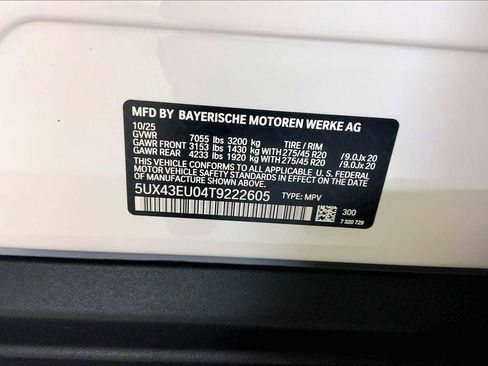 MFD BY BAYERISCHE MOTOREN WERKE AG
10/25
GVWR 7055 lbs 3200 kg TIRE / RIM
GAWR FRONT 3153 lbs 1430 kg WITH 275/45 R20 /9.0Jx 20
GAWR REAR 4233 lbs 1920 kg WITH 275/45 R20 /9.0Jx 20
THIS VEHICLE CONFORMS TO ALL APPLICABLE U.S. FEDERAL
MOTOR VEHICLE SAFETY STANDARDS IN EFFECT ON THE
DATE OF MANUFACTURE SHOWN ABOVE.
5UX43EU04T9222605 TYPE: MPV
300
7 320 729